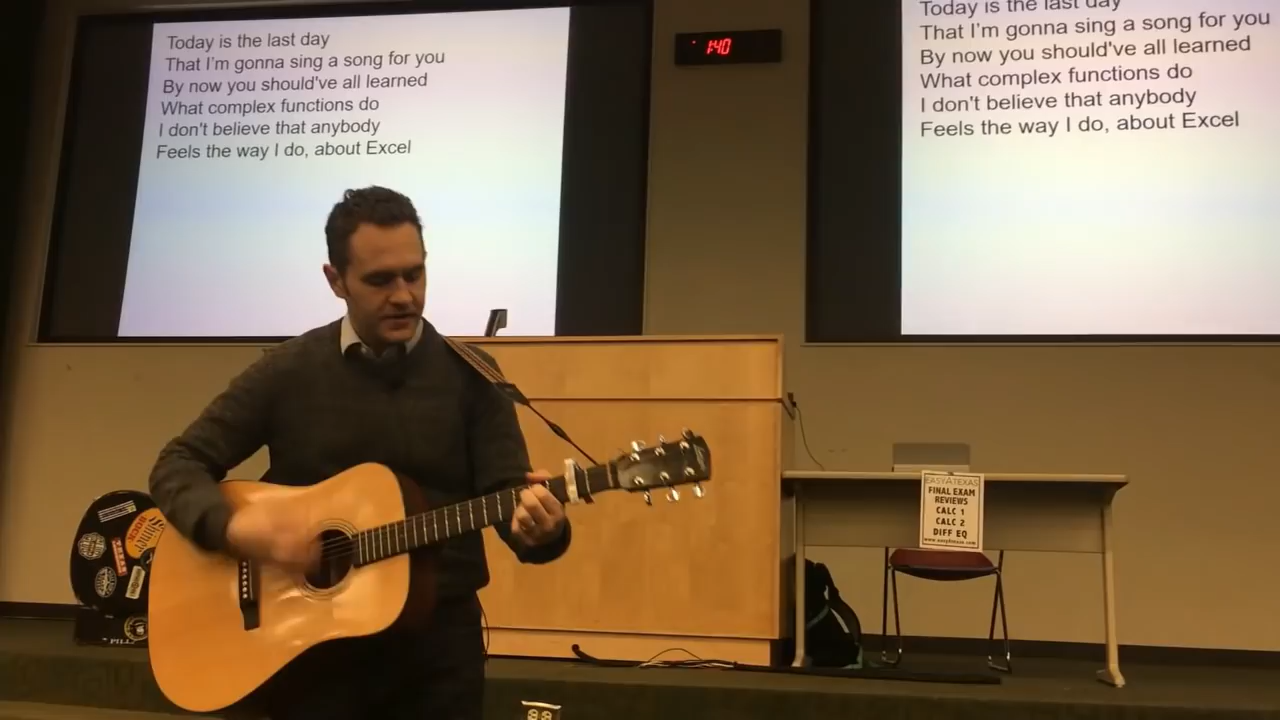 Today is the last day
That I'm gonna sing a song for you
By now you should've all learned
What complex functions do
I don't believe that anybody
Feels the way I do, about Excel
1:40
Today is the last day
That I'm gonna sing a song for you
By now you should've all learned
What complex functions do
I don't believe that anybody
Feels the way I do, about Excel
EASYATEXAS
FINAL EXAM
REVIEWS
CALC 1
CALC 2
DIFF EQ
Shiner
BOCK